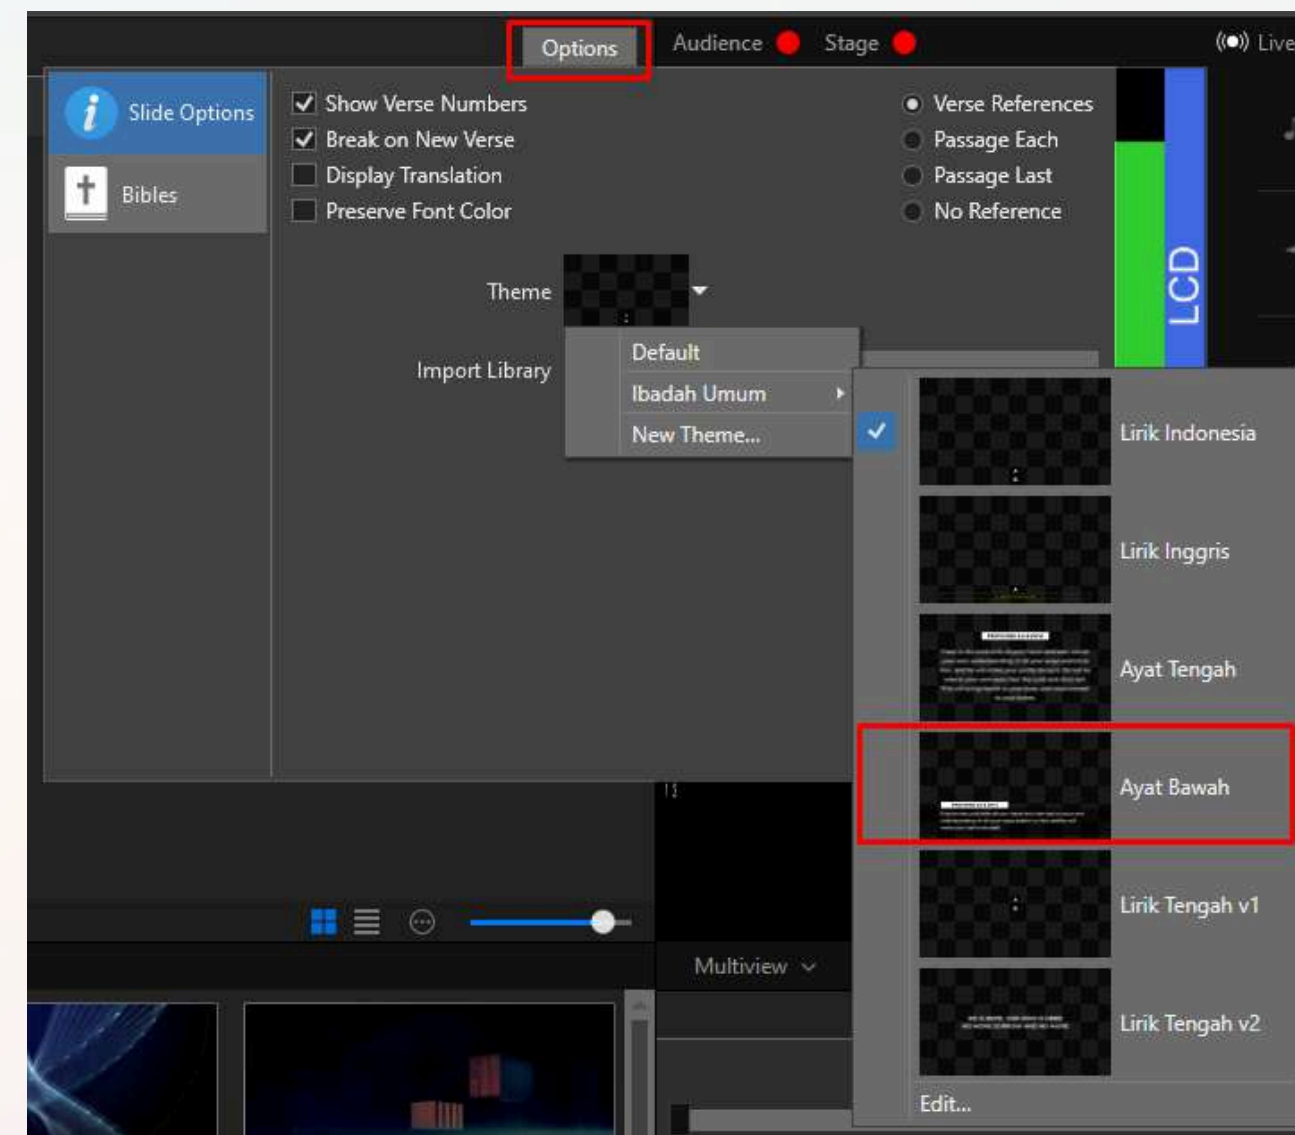 Options
Audience
Stage
Live
Slide Options
Bibles
Show Verse Numbers
Break on New Verse
Display Translation
Preserve Font Color
Verse References
Passage Each
Passage Last
No Reference
Theme
Import Library
LCD
Default
Ibadah Umum
New Theme...
Lirik Indonesia
Lirik Inggris
Ayat Tengah
Ayat Bawah
Lirik Tengah v1
Lirik Tengah v2
Edit...
Multiview